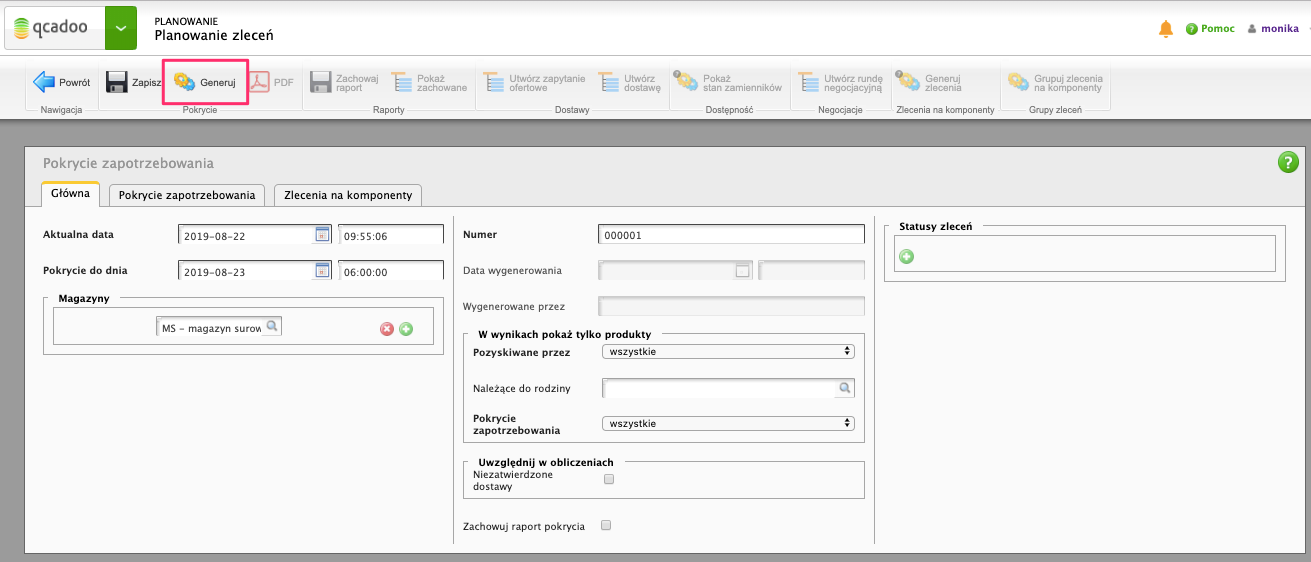 qcadoo
PLANOWANIE
Planowanie zleceń
Pomoc
monika
Powrót
Zapisz
Generuj
PDF
Zachowaj
raport
Pokaż
zachowane
Utwórz zapytanie
ofertowe
Utwórz
dostawę
Pokaż
stan zamienników
Utwórz rundę
negocjacyjną
Generuj
zlecenia
Grupuj zlecenia
na komponenty
Nawigacja
Pokrycie
Raporty
Dostawy
Dostępność
Negocjacje
Zlecenia na komponenty
Grupy zleceń
Pokrycie zapotrzebowania
Główna
Pokrycie zapotrzebowania
Zlecenia na komponenty
Aktualna data
2019-08-22
09:55:06
Pokrycie do dnia
2019-08-23
06:00:00
Magazyny
MS - magazyn surow
Numer
000001
Data wygenerowania
Wygenerowane przez
W wynikach pokaż tylko produkty
Pozyskiwane przez
wszystkie
Należące do rodziny
Pokrycie
zapotrzebowania
wszystkie
Uwzględnij w obliczeniach
Niezatwierdzone
dostawy
Zachowuj raport pokrycia
Statusy zleceń